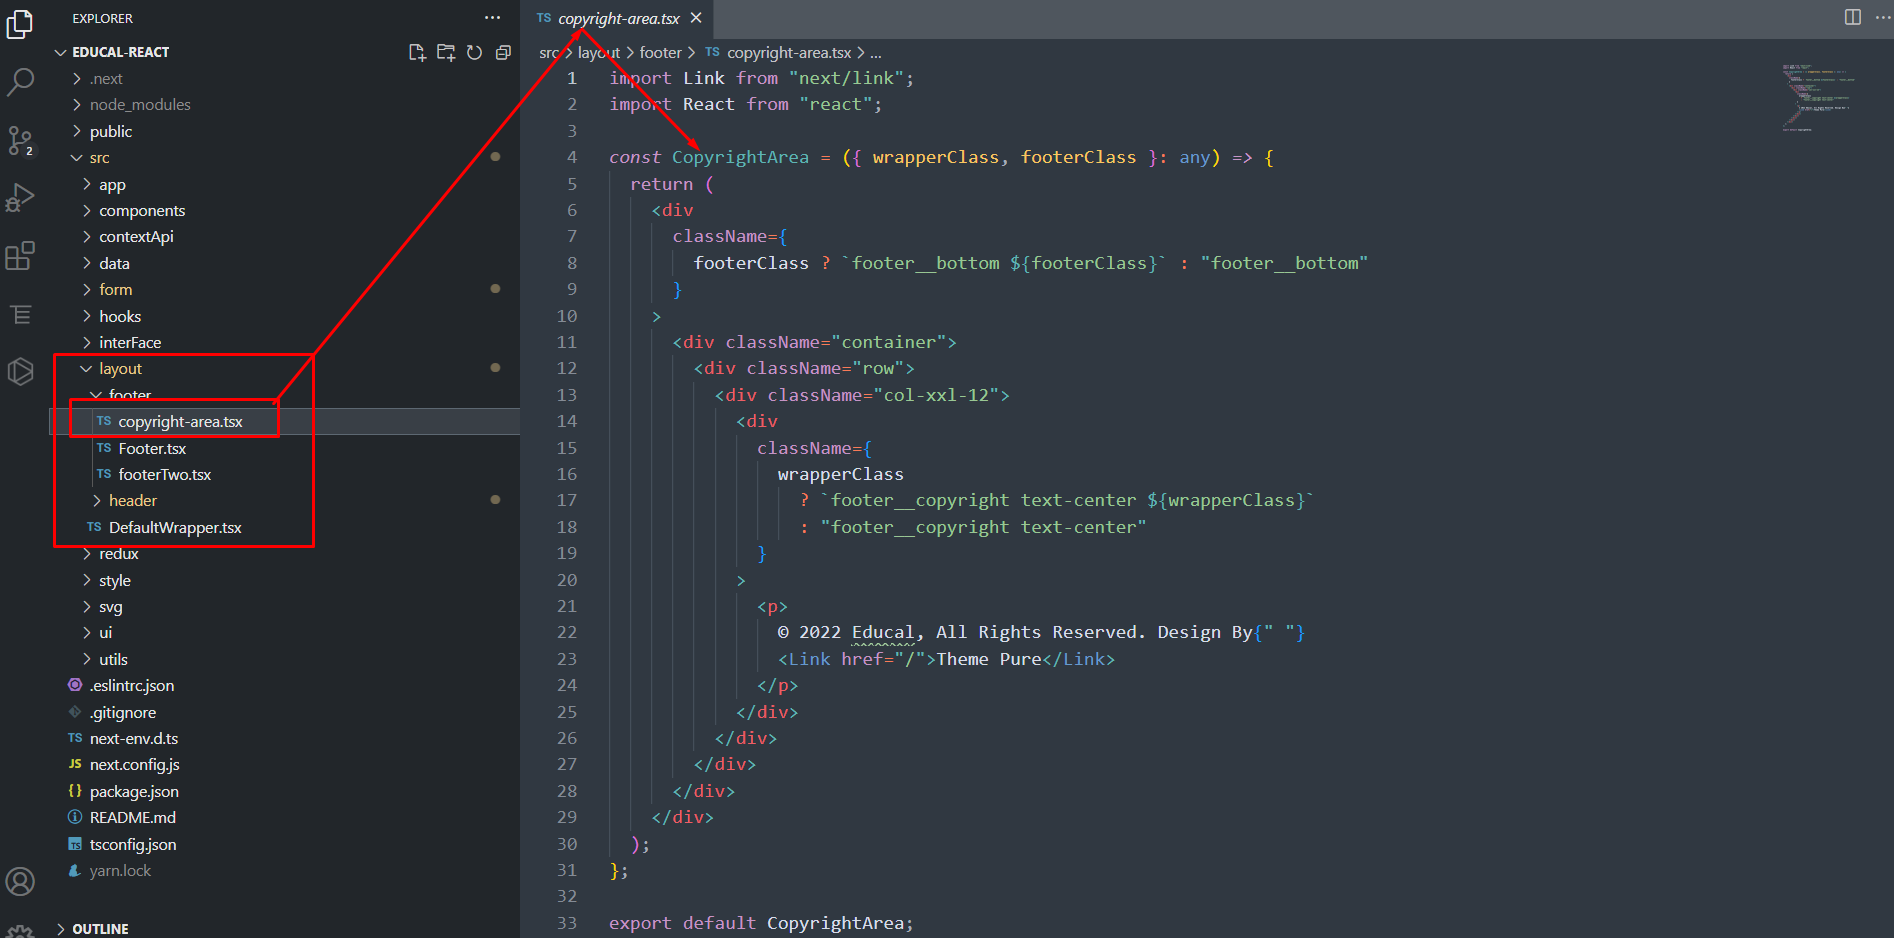 EXPLORER
EDUCAL-REACT
.next
node_modules
public
src
app
components
contextApi
data
form
hooks
interFace
layout
footer
TS copyright-area.tsx
TS Footer.tsx
TS footerTwo.tsx
header
TS DefaultWrapper.tsx
redux
style
svg
ui
utils
.eslintrc.json
.gitignore
TS next-env.d.ts
JS next.config.js
{} package.json
README.md
TS tsconfig.json
yarn.lock
OUTLINE
2
TS copyright-area.tsx ×
src > layout > footer > TS copyright-area.tsx > ...
1 import Link from "next/link";
2 import React from "react";
3
4 const CopyrightArea = ({ wrapperClass, footerClass }: any) => {
5 return (
6 <div
7 className={
8 footerClass ? `footer__bottom ${footerClass}` : "footer__bottom"
9 }
10 >
11 <div className="container">
12 <div className="row">
13 <div className="col-xxl-12">
14 <div
15 className={
16 wrapperClass
17 ? `footer__copyright text-center ${wrapperClass}`
18 : "footer__copyright text-center"
19 }
20 >
21 <p>
22 © 2022 Educal, All Rights Reserved. Design By{" "}
23 <Link href="/">Theme Pure</Link>
24 </p>
25 </div>
26 </div>
27 </div>
28 </div>
29 </div>
30 );
31 };
32
33 export default CopyrightArea;